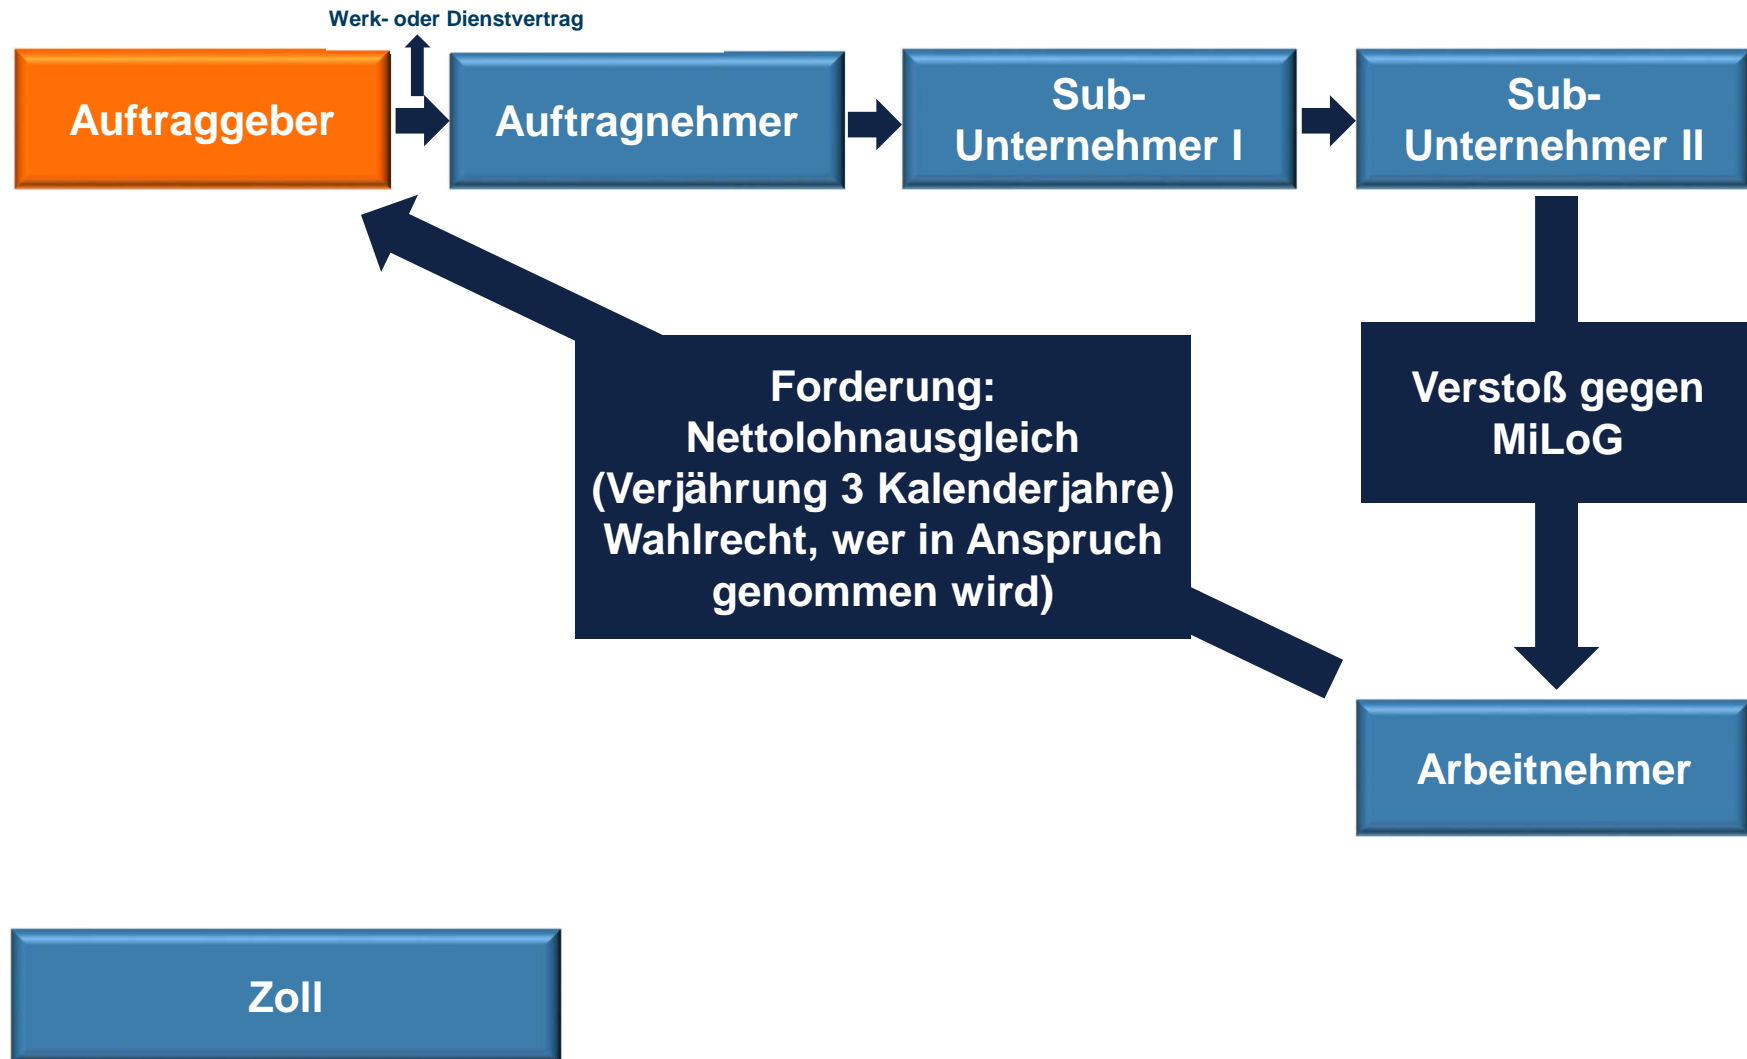 Werk- oder Dienstvertrag
Auftraggeber
Auftragnehmer
Sub-
Unternehmer I
Sub-
Unternehmer II
Forderung:
Nettolohnausgleich
(Verjährung 3 Kalenderjahre)
Wahlrecht, wer in Anspruch
genommen wird)
Verstoß gegen
MiLoG
Arbeitnehmer
Zoll